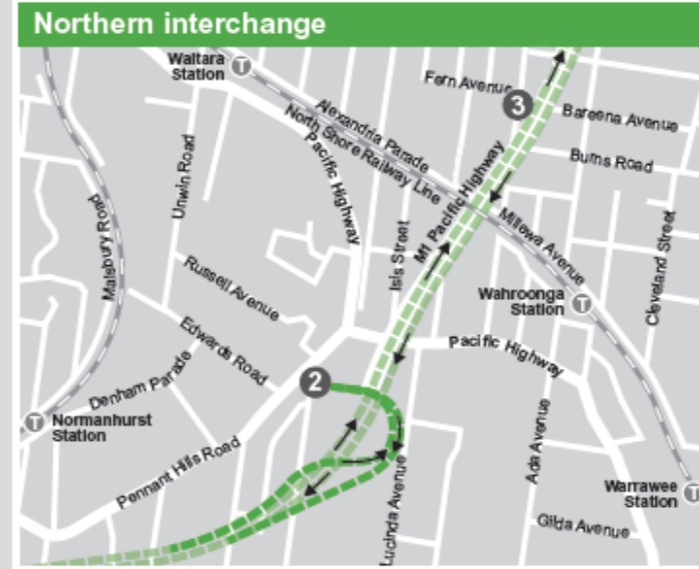 Northern interchange
Waitara
Station
T
Fern Avenue
3
Bareena Avenue
Alexandria Parade
North Shore Railway Line
Pacific Highway
Burns Road
Unwin Road
M1 Pacific Highway
Malsbury Road
Isis Street
Millewa Avenue
Cleveland Street
Russell Avenue
Wahroonga
Station
T
Edwards Road
Pacific Highway
2
Denham Parade
T
Normanhurst
Station
Pennant Hills Road
Ada Avenue
Lucinda Avenue
Warrawee
Station
T
Gilda Avenue